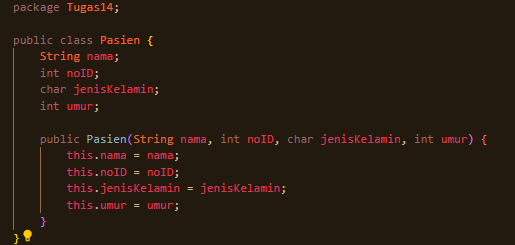 package Tugas14;
public class Pasien {
String nama;
int noID;
char jenisKelamin;
int umur;
public Pasien(String nama, int noID, char jenisKelamin, int umur) {
this.nama = nama;
this.noID = noID;
this.jenisKelamin = jenisKelamin;
this.umur = umur;
}
}